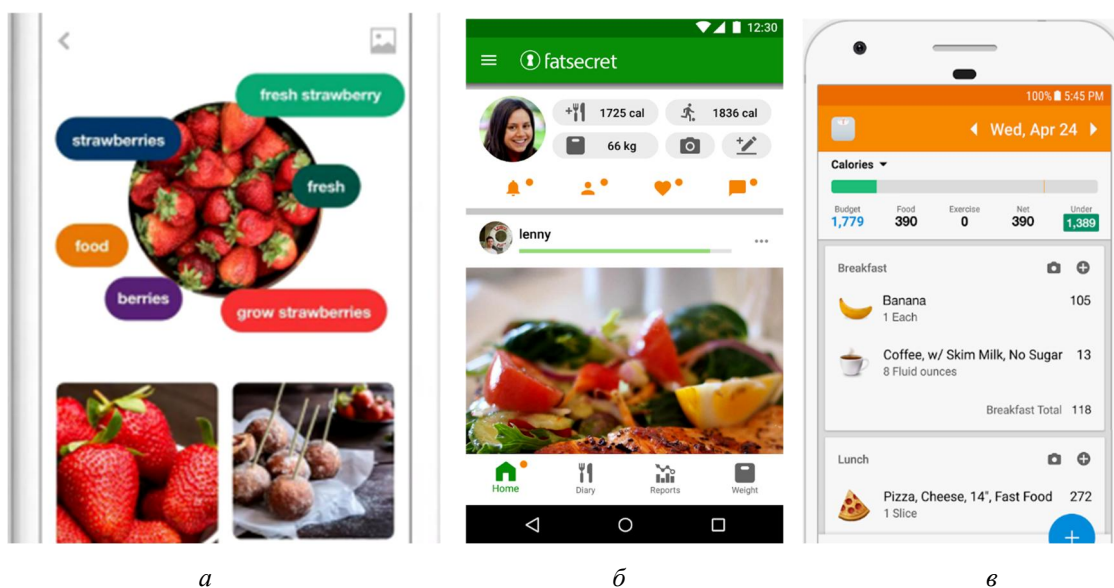 fresh strawberry
strawberries
fresh
food
berries
grow strawberries
12:30
fatsecret
1725 cal
1836 cal
66 kg
lenny
Home
Diary
Reports
Weight
100% 5:45 PM
Wed, Apr 24
Calories
Budget Food Exercise Net Under
1,779 390 0 390 1,389
Breakfast
Banana 105
1 Each
Coffee, w/ Skim Milk, No Sugar 13
8 Fluid ounces
Breakfast Total 118
Lunch
Pizza, Cheese, 14", Fast Food 272
1 Slice
а б в